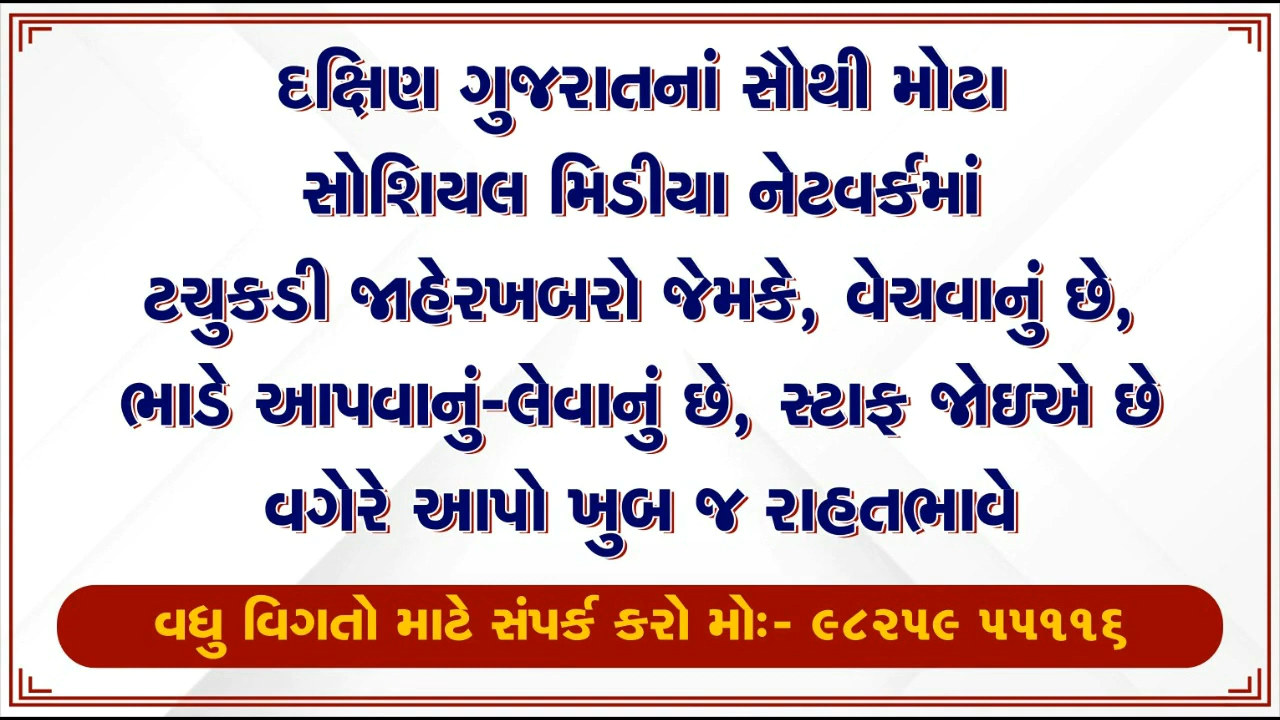 દક્ષિણ ગુજરાતનાં સૌથી મોટા
સોશિયલ મિડીયા નેટવર્કમાં
ટચુકડી જાહેરખબરો જેમકે, વેચવાનું છે,
ભાડે આપવાનું-લેવાનું છે, સ્ટાફ જોઇએ છે
વગેરે આપો ખુબ જ રાહતભાવે
વધુ વિગતો માટે સંપર્ક કરો મોઃ- ૯૮૨૫૯ ૫૫૧૧૬